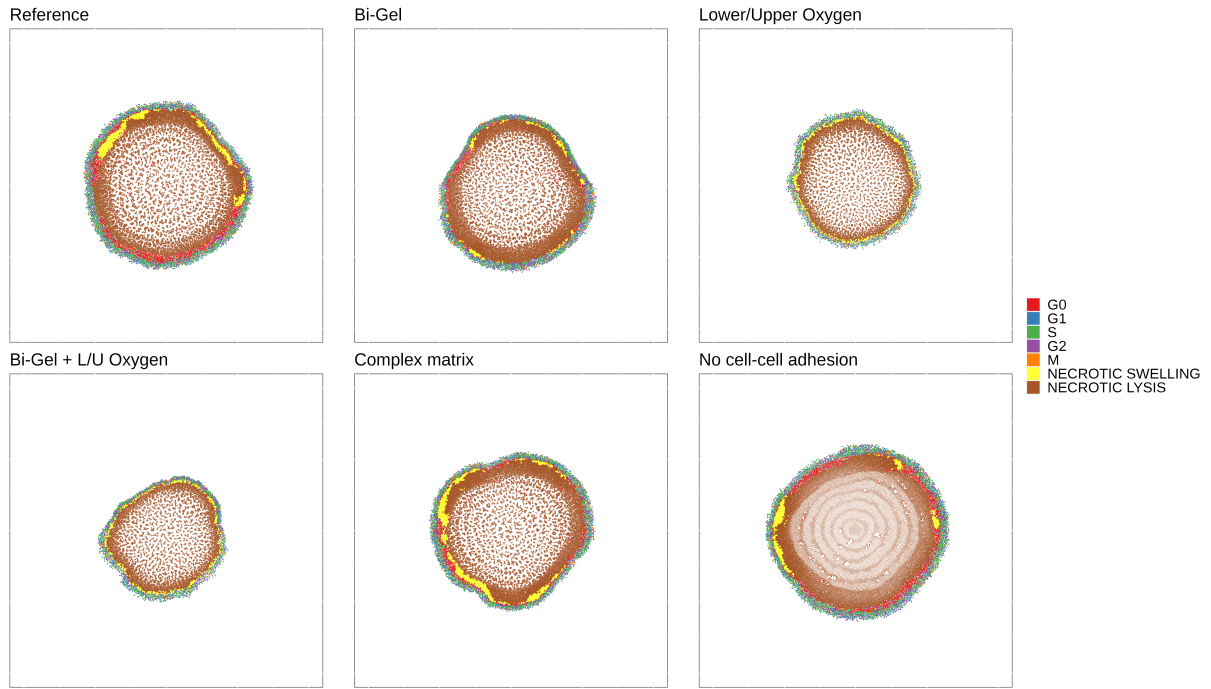 Reference
Bi-Gel
Lower/Upper Oxygen
Bi-Gel + L/U Oxygen
Complex matrix
No cell-cell adhesion
G0
G1
S
G2
M
NECROTIC SWELLING
NECROTIC LYSIS